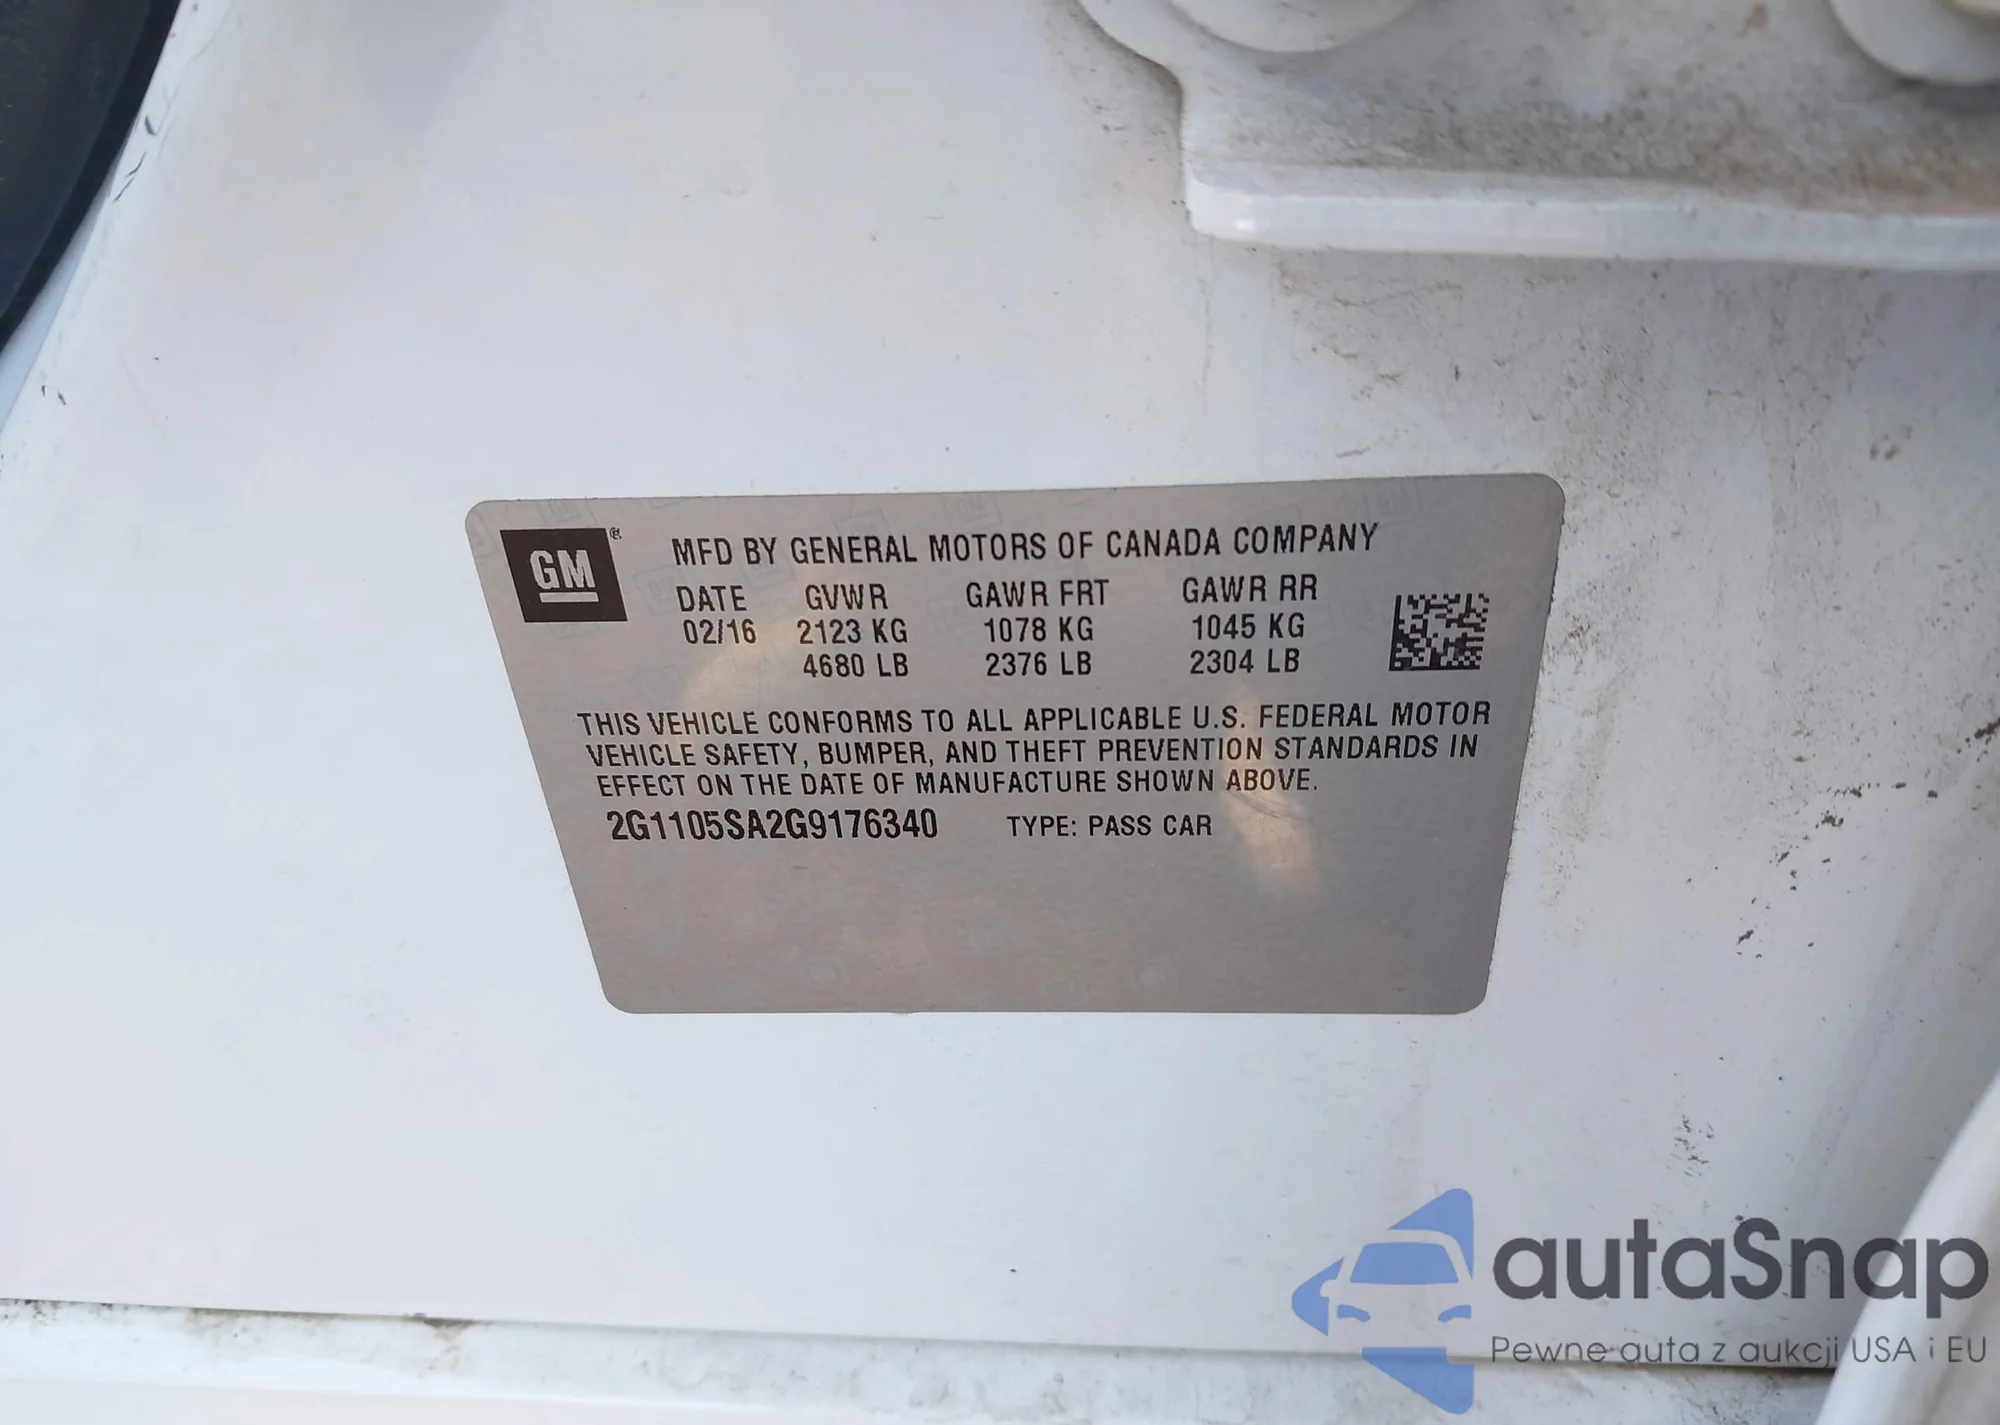 GM ®
MFD BY GENERAL MOTORS OF CANADA COMPANY
DATE GVWR GAWR FRT GAWR RR
02/16 2123 KG 1078 KG 1045 KG
4680 LB 2376 LB 2304 LB
THIS VEHICLE CONFORMS TO ALL APPLICABLE U.S. FEDERAL MOTOR
VEHICLE SAFETY, BUMPER, AND THEFT PREVENTION STANDARDS IN
EFFECT ON THE DATE OF MANUFACTURE SHOWN ABOVE.
2G1105SA2G9176340 TYPE: PASS CAR
autaSnap
Pewne auta z aukcji USA i EU